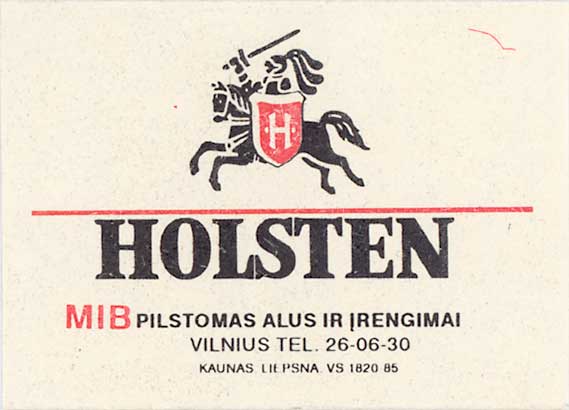 H
HOLSTEN
MIB PILSTOMAS ALUS IR ĮRENGIMAI
VILNIUS TEL. 26-06-30
KAUNAS. LIEPSNA. VS 1820 85